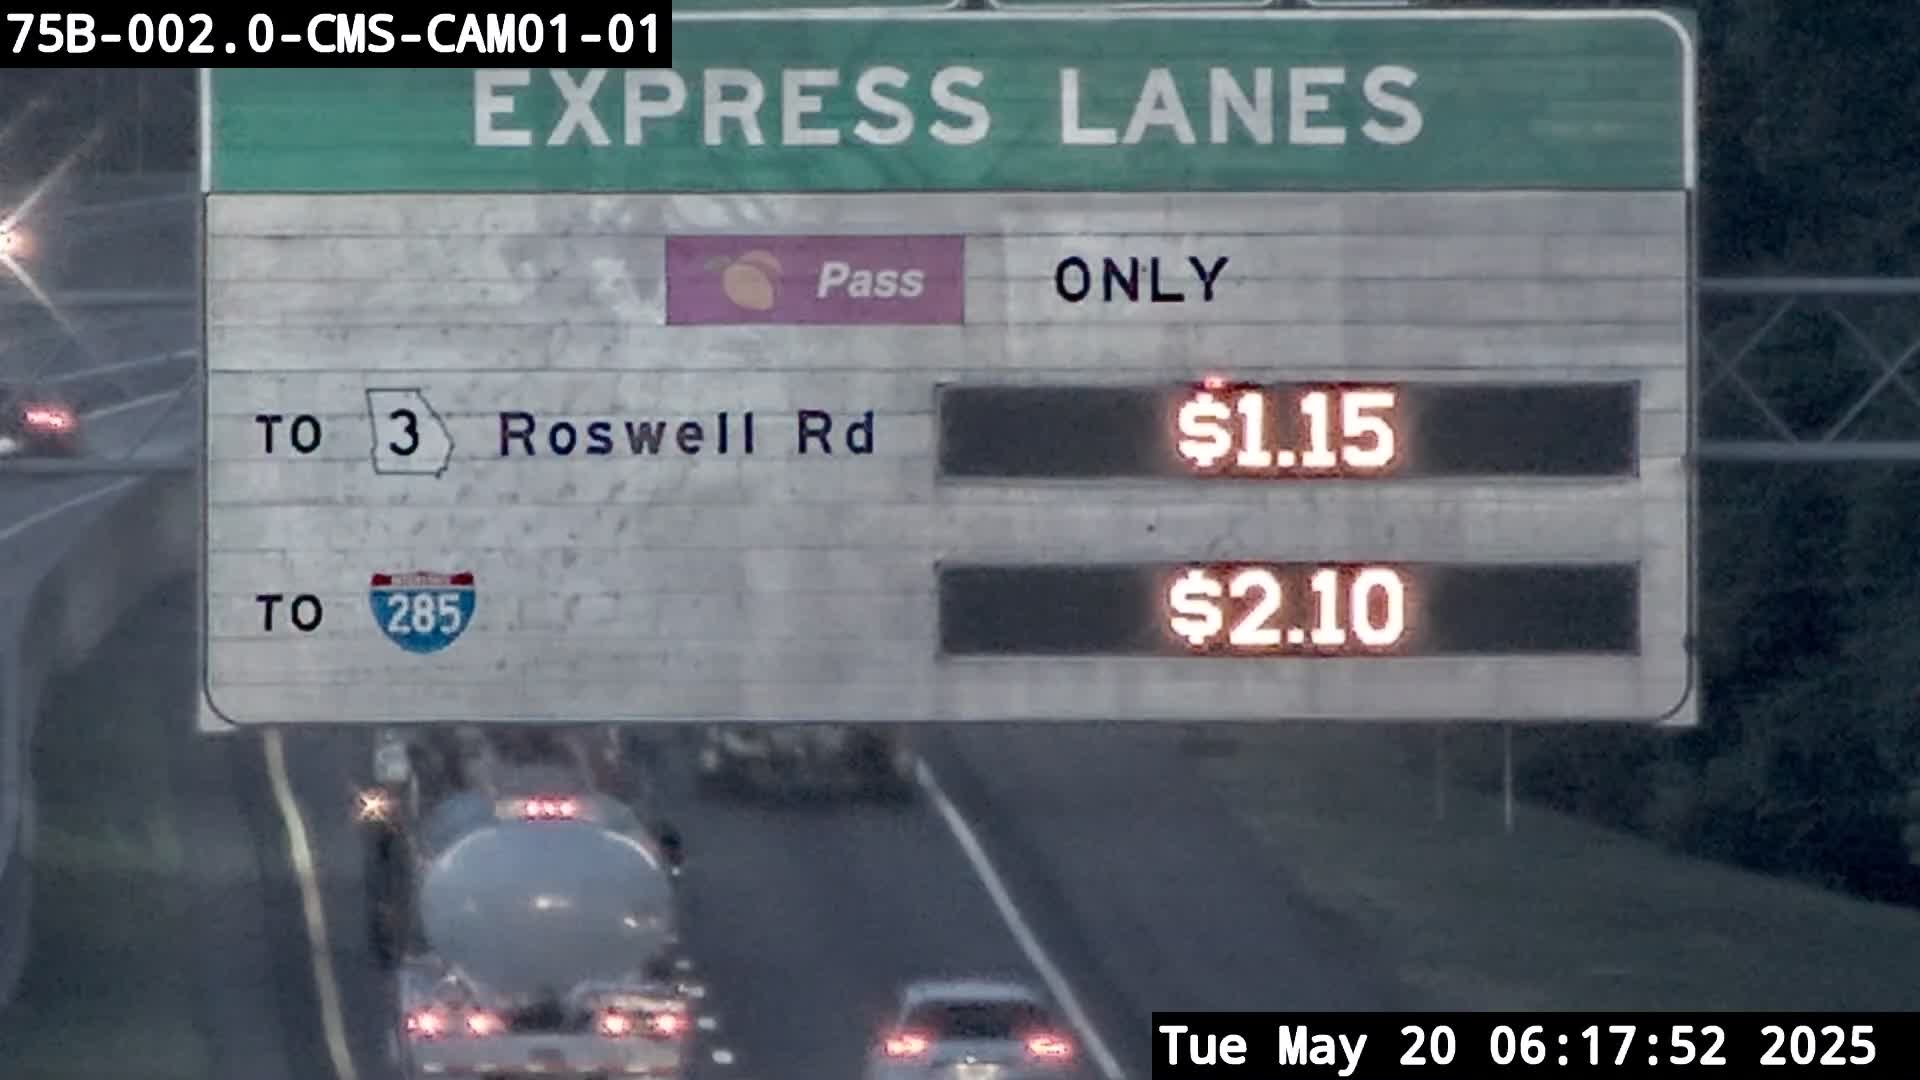 75B-002.0-CMS-CAM01-01
EXPRESS LANES
Pass ONLY
TO 3 Roswell Rd $1.15
TO 285 $2.10
Tue May 20 06:17:52 2025